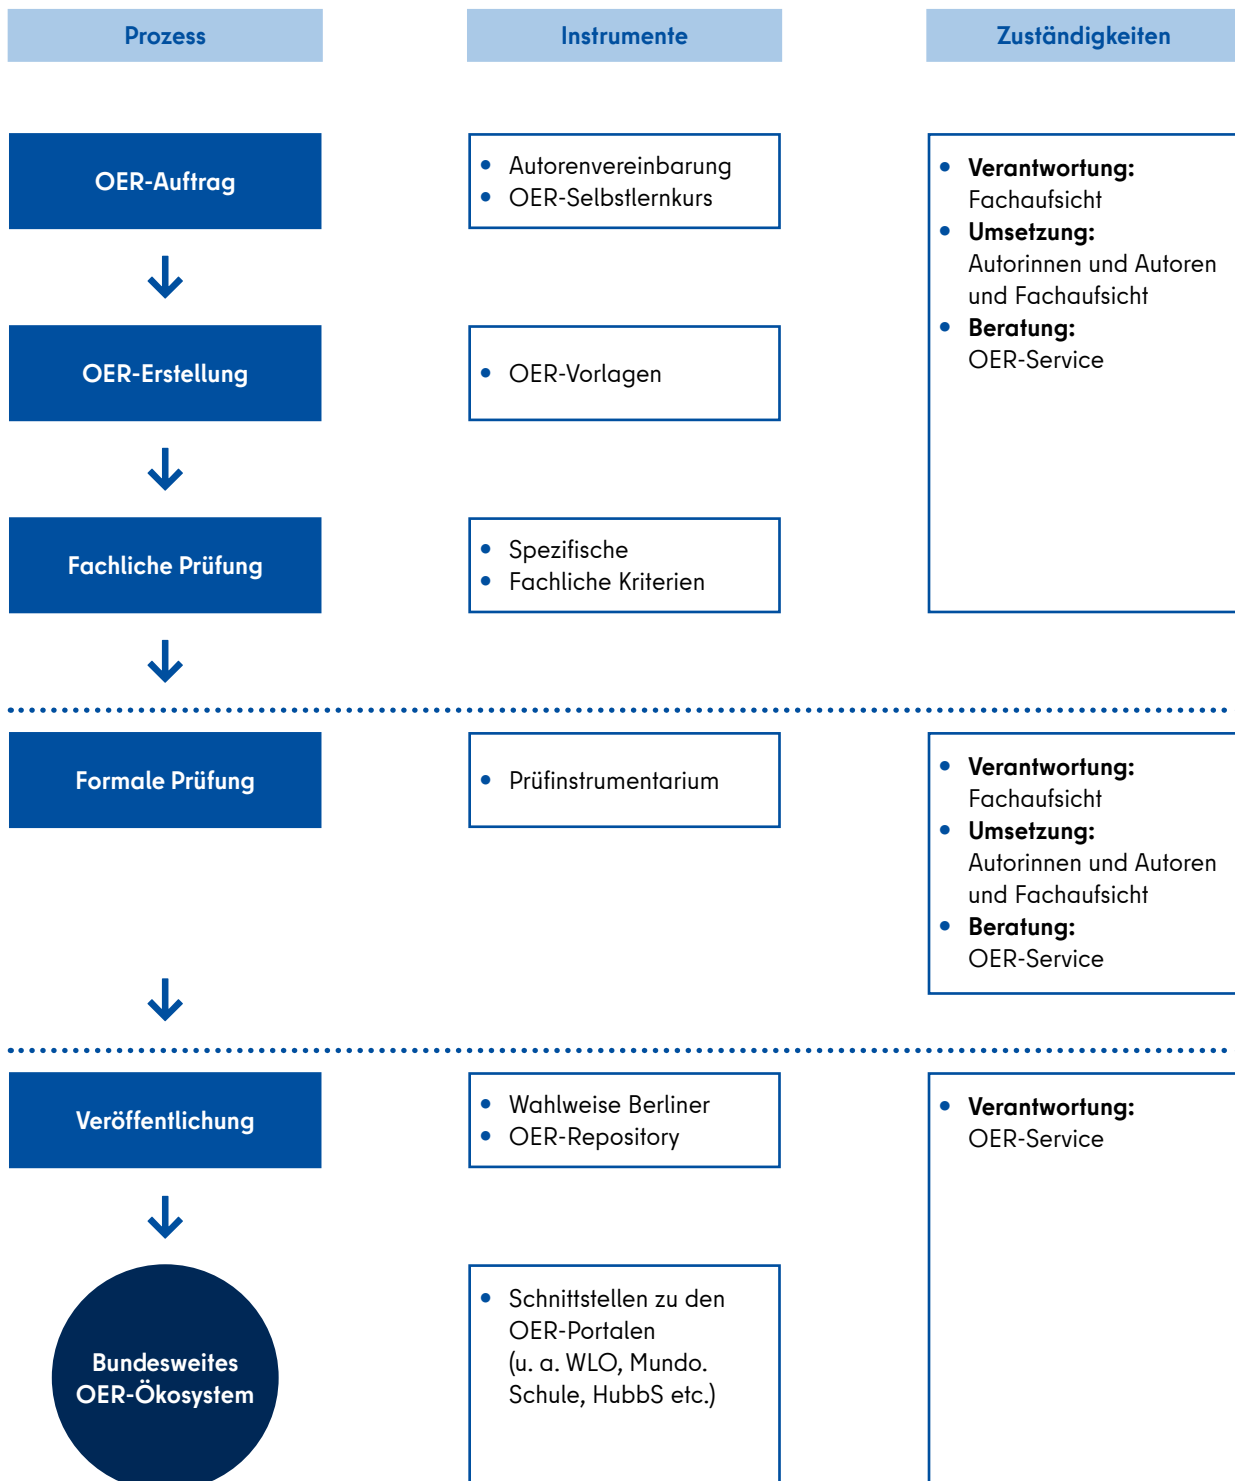 Prozess
Instrumente
Zuständigkeiten
OER-Auftrag
• Autorenvereinbarung
• OER-Selbstlernkurs
• Verantwortung:
Fachaufsicht
• Umsetzung:
Autorinnen und Autoren
und Fachaufsicht
• Beratung:
OER-Service
OER-Erstellung
• OER-Vorlagen
Fachliche Prüfung
• Spezifische
• Fachliche Kriterien
Formale Prüfung
• Prüfinstrumentarium
• Verantwortung:
Fachaufsicht
• Umsetzung:
Autorinnen und Autoren
und Fachaufsicht
• Beratung:
OER-Service
Veröffentlichung
• Wahlweise Berliner
• OER-Repository
• Verantwortung:
OER-Service
Bundesweites
OER-Ökosystem
• Schnittstellen zu den
OER-Portalen
(u. a. WLO, Mundo.
Schule, HubbS etc.)